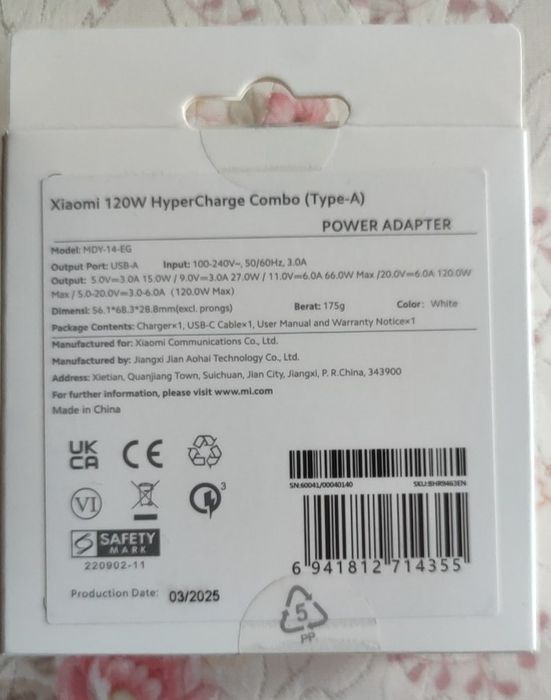 Xiaomi 120W HyperCharge Combo (Type-A)
POWER ADAPTER
Model: MDY-14-EG
Output Port: USB-A Input: 100-240V~, 50/60Hz, 3.0A
Output: 5.0V⎓3.0A 15.0W / 9.0V⎓3.0A 27.0W / 11.0V⎓6.0A 66.0W Max /20.0V⎓6.0A 120.0W
Max / 5.0-20.0V⎓3.0-6.0A (120.0W Max)
Dimensi: 56.1*68.3*28.8mm(excl. prongs) Berat: 175g Color: White
Package Contents: Charger×1, USB-C Cable×1, User Manual and Warranty Notice×1
Manufactured for: Xiaomi Communications Co., Ltd.
Manufactured by: Jiangxi Jian Aohai Technology Co., Ltd.
Address: Xietian, Quanjiang Town, Suichuan, Jian City, Jiangxi, P.R.China, 343900
For further information, please visit www.mi.com
Made in China
UK
CA
CE
VI
3
SAFETY
MARK
220902-11
Production Date: 03/2025
SN:60041/00040140 SKU:BHR9463EN
6 941812 714355
5
PP